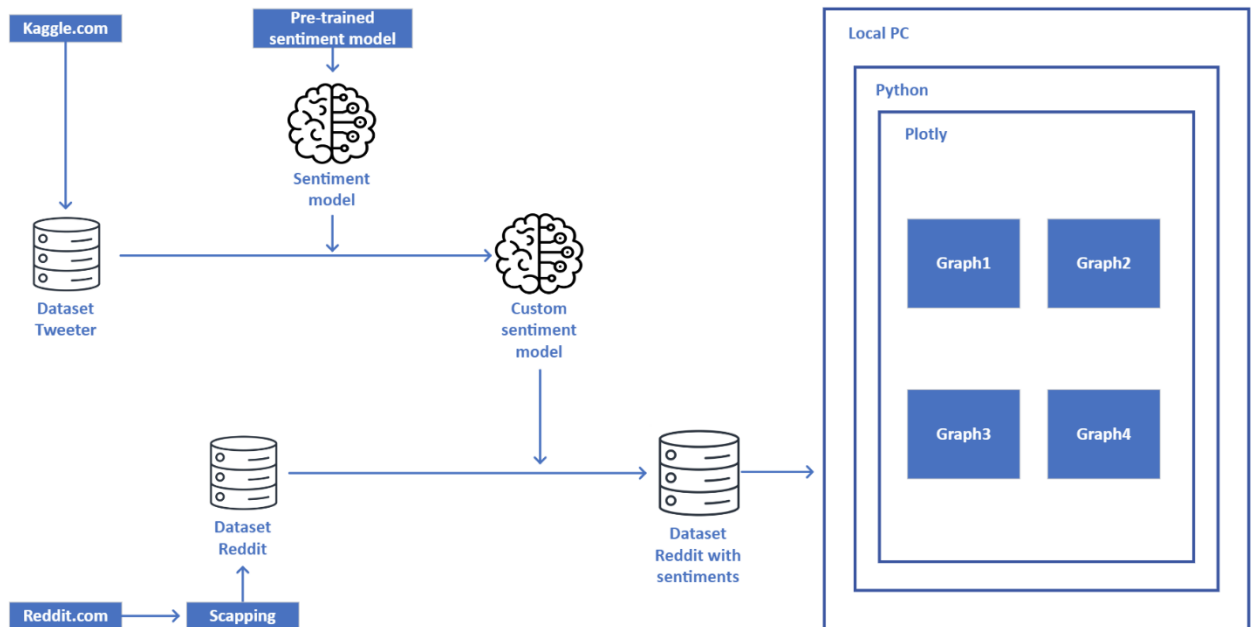 Kaggle.com
Pre-trained
sentiment model
Sentiment
model
Dataset
Tweeter
Custom
sentiment
model
Dataset
Reddit
Reddit.com
Scapping
Dataset
Reddit with
sentiments
Local PC
Python
Plotly
Graph1
Graph2
Graph3
Graph4